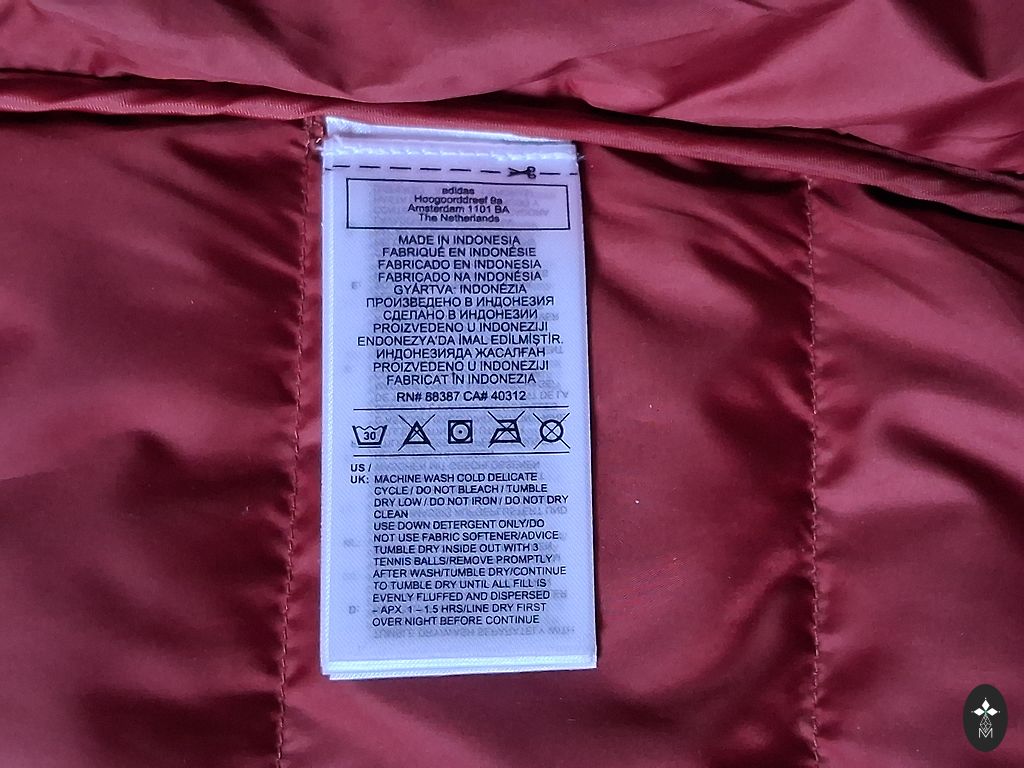 adidas
Hoogoorddreef 9a
Amsterdam 1101 BA
The Netherlands
MADE IN INDONESIA
FABRIQUÉ EN INDONÉSIE
FABRICADO EN INDONESIA
FABRICADO NA INDONÉSIA
GYÁRTVA: INDONÉZIA
ПРОИЗВЕДЕНО В ИНДОНЕЗИЯ
СДЕЛАНО В ИНДОНЕЗИИ
PROIZVEDENO U INDONEZIJI
ENDONEZYA'DA İMAL EDİLMİŞTİR.
ИНДОНЕЗИЯДА ЖАСАЛҒАН
PROIZVEDENO U INDONEZIJI
FABRICAT ÎN INDONEZIA
RN# 88387 CA# 40312
30
US /
UK: MACHINE WASH COLD DELICATE
CYCLE / DO NOT BLEACH / TUMBLE
DRY LOW / DO NOT IRON / DO NOT DRY
CLEAN
USE DOWN DETERGENT ONLY/DO
NOT USE FABRIC SOFTENER/ADVICE:
TUMBLE DRY INSIDE OUT WITH 3
TENNIS BALLS/REMOVE PROMPTLY
AFTER WASH/TUMBLE DRY/CONTINUE
TO TUMBLE DRY UNTIL ALL FILL IS
EVENLY FLUFFED AND DISPERSED
– APX. 1 – 1.5 HRS/LINE DRY FIRST
OVER NIGHT BEFORE CONTINUE
M